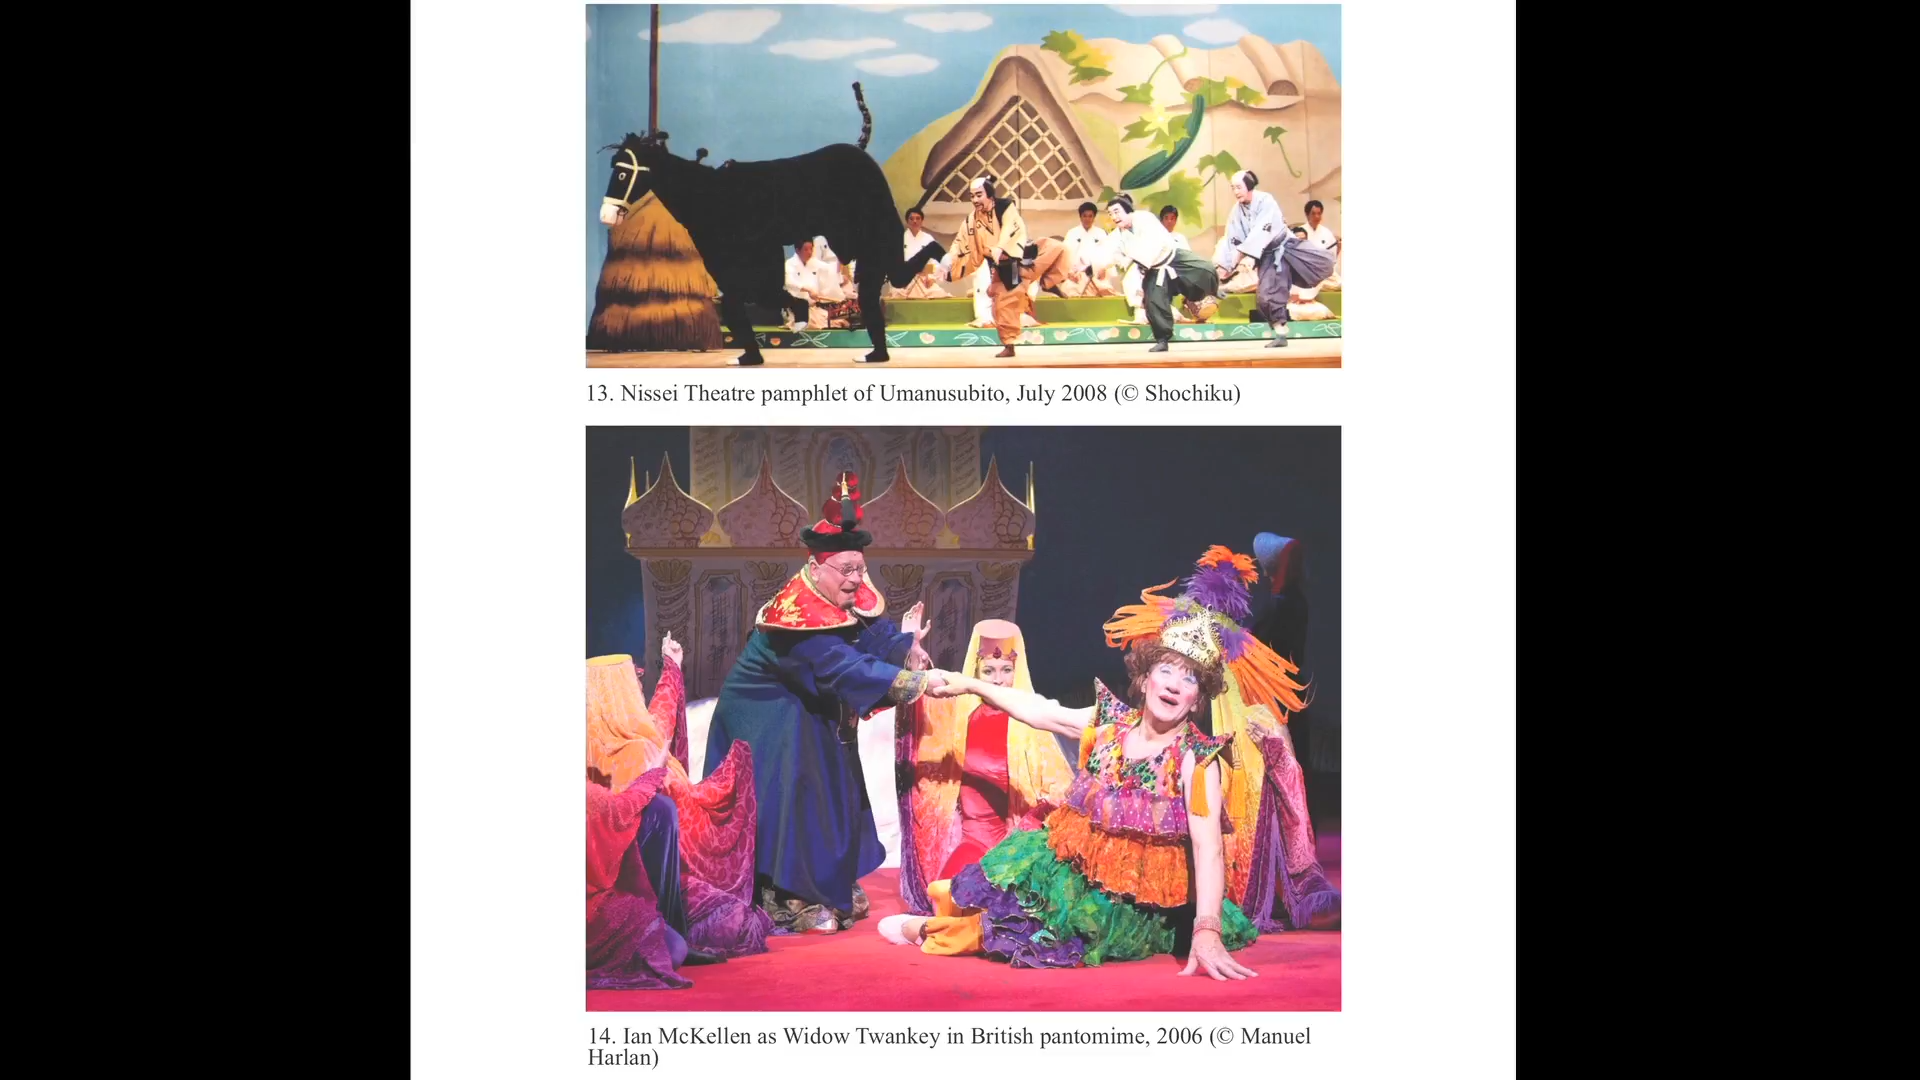 13. Nissei Theatre pamphlet of Umanusubito, July 2008 (© Shochiku)
14. Ian McKellen as Widow Twankey in British pantomime, 2006 (© Manuel
Harlan)